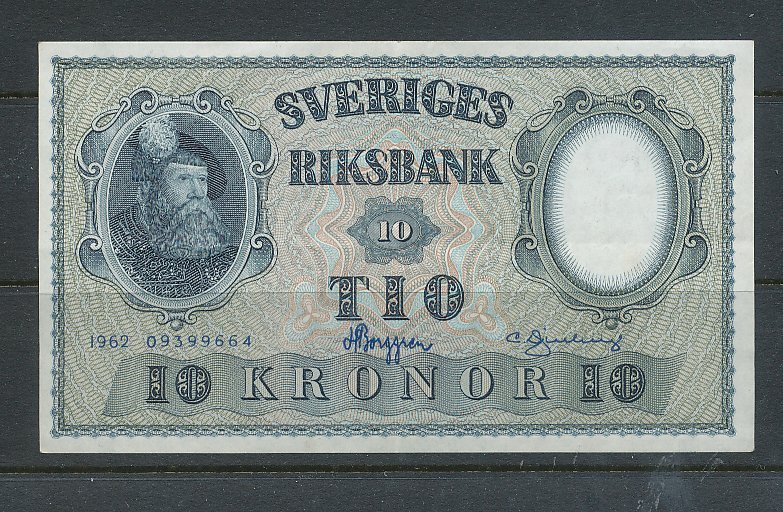 SVERIGES
RIKSBANK
10
TIO
1962 09399664
10 KRONOR 10